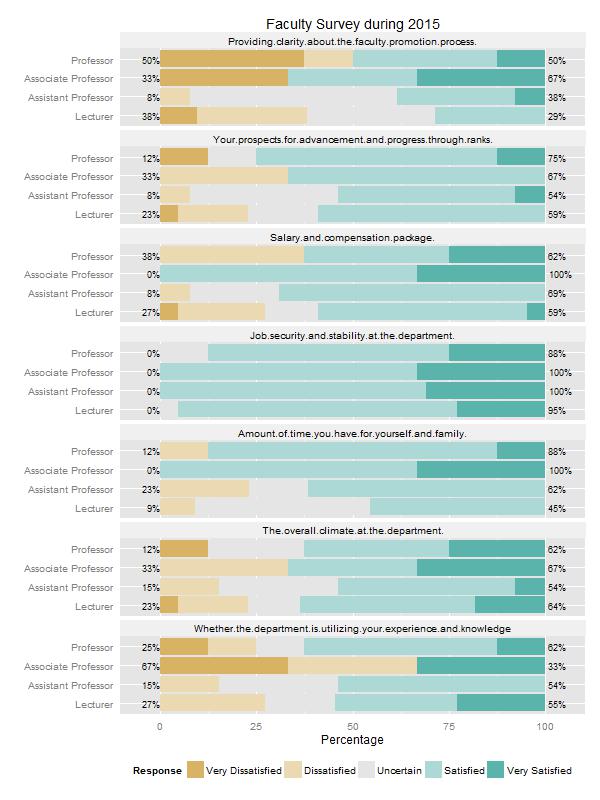 Faculty Survey during 2015
Providing.clarity.about.the.faculty.promotion.process.
Professor 50% 50%
Associate Professor 33% 67%
Assistant Professor 8% 38%
Lecturer 38% 29%
Your.prospects.for.advancement.and.progress.through.ranks.
Professor 12% 75%
Associate Professor 33% 67%
Assistant Professor 8% 54%
Lecturer 23% 59%
Salary.and.compensation.package.
Professor 38% 62%
Associate Professor 0% 100%
Assistant Professor 8% 69%
Lecturer 27% 59%
Job.security.and.stability.at.the.department.
Professor 0% 88%
Associate Professor 0% 100%
Assistant Professor 0% 100%
Lecturer 0% 95%
Amount.of.time.you.have.for.yourself.and.family.
Professor 12% 88%
Associate Professor 0% 100%
Assistant Professor 23% 62%
Lecturer 9% 45%
The.overall.climate.at.the.department.
Professor 12% 62%
Associate Professor 33% 67%
Assistant Professor 15% 54%
Lecturer 23% 64%
Whether.the.department.is.utilizing.your.experience.and.knowledge
Professor 25% 62%
Associate Professor 67% 33%
Assistant Professor 15% 54%
Lecturer 27% 55%
0 25 50 75 100
Percentage
Response Very Dissatisfied Dissatisfied Uncertain Satisfied Very Satisfied